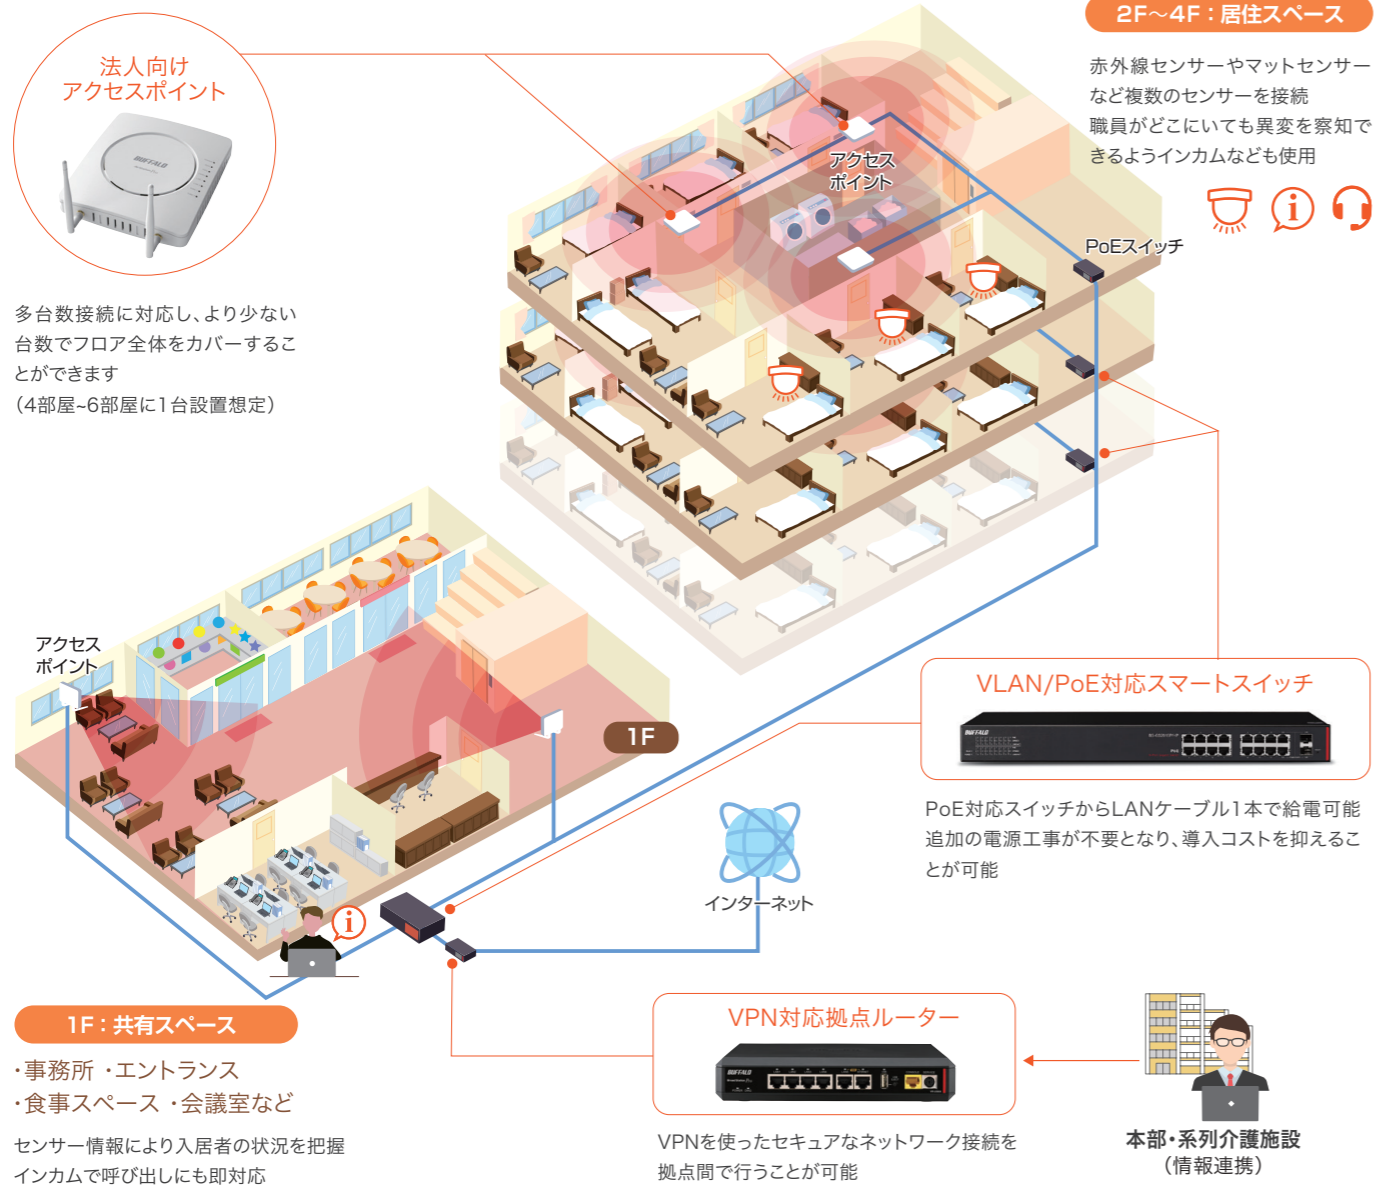 法人向け
アクセスポイント
BUFFALO
多台数接続に対応し、より少ない
台数でフロア全体をカバーするこ
とができます
（4部屋~6部屋に1台設置想定）
2F～4F：居住スペース
赤外線センサーやマットセンサー
など複数のセンサーを接続
職員がどこにいても異変を察知で
きるようインカムなども使用
アクセス
ポイント
PoEスイッチ
アクセス
ポイント
1F
VLAN/PoE対応スマートスイッチ
BUFFALO
PoE対応スイッチからLANケーブル1本で給電可能
追加の電源工事が不要となり、導入コストを抑えるこ
とが可能
インターネット
1F：共有スペース
・事務所 ・エントランス
・食事スペース ・会議室など
センサー情報により入居者の状況を把握
インカムで呼び出しにも即対応
VPN対応拠点ルーター
BUFFALO
VPNを使ったセキュアなネットワーク接続を
拠点間で行うことが可能
本部・系列介護施設
（情報連携）